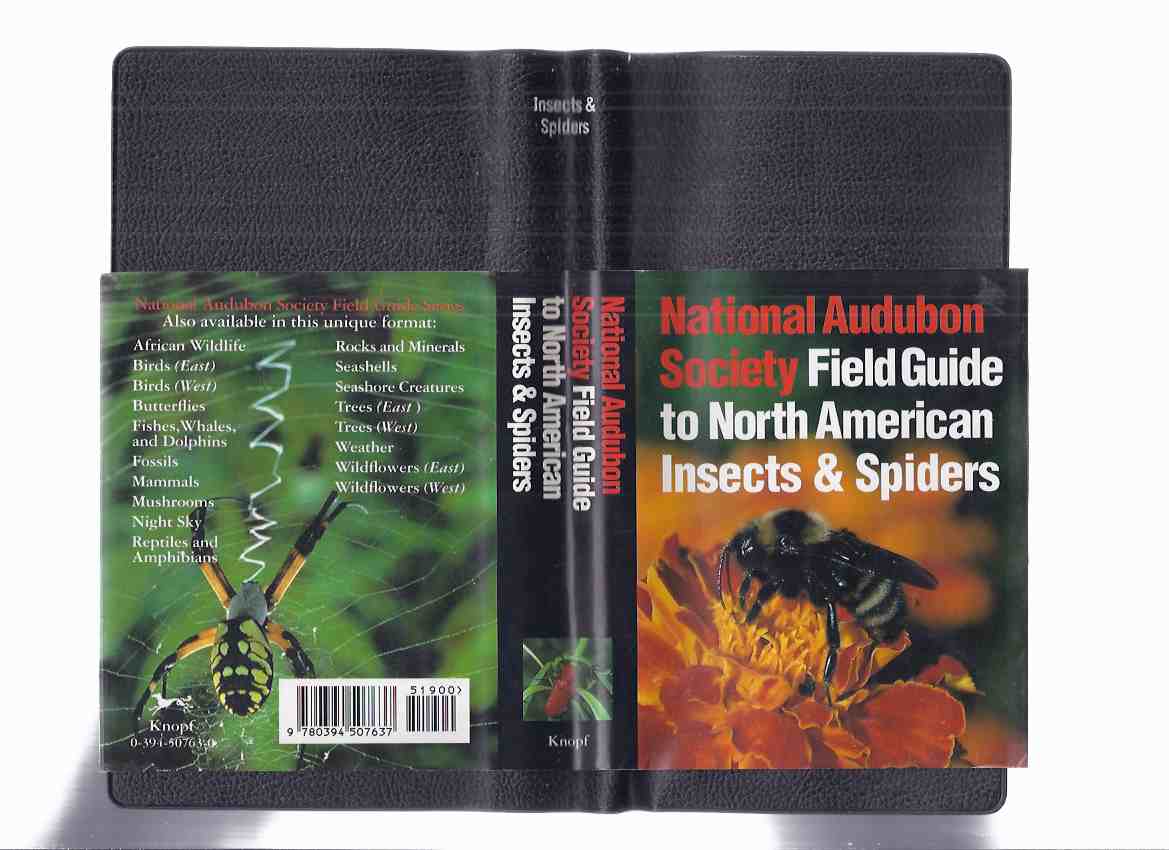 Insects &
Spiders
National Audubon Society Field Guide Series
Also available in this unique format:
African Wildlife
Birds (East)
Birds (West)
Butterflies
Fishes, Whales,
and Dolphins
Fossils
Mammals
Mushrooms
Night Sky
Reptiles and
Amphibians
Rocks and Minerals
Seashells
Seashore Creatures
Trees (East )
Trees (West)
Weather
Wildflowers (East)
Wildflowers (West)
Knopf
0-394-50763-0
51900>
9 780394 507637
National Audubon
Society Field Guide
to North American
Insects & Spiders
Knopf
National Audubon
Society Field Guide
to North American
Insects & Spiders